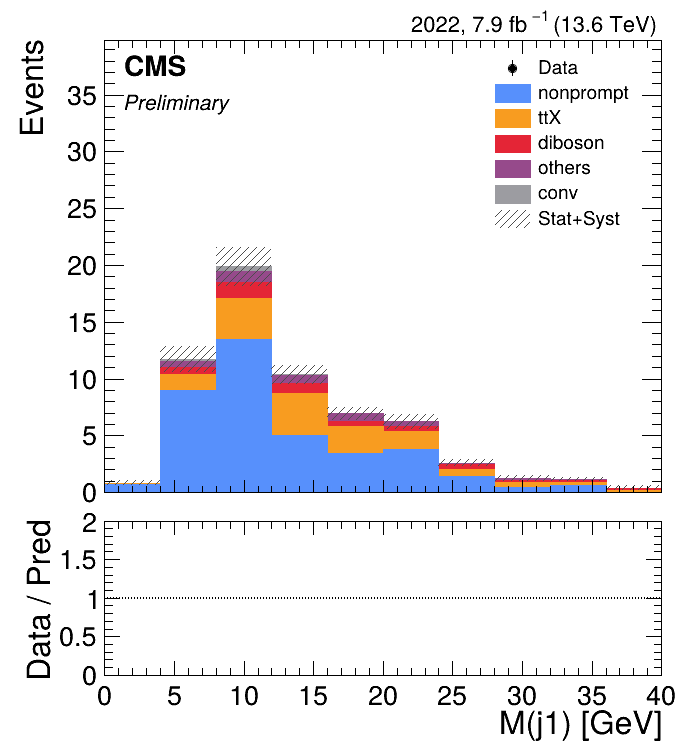 2022, 7.9 fb⁻¹ (13.6 TeV)
Events
CMS
Preliminary
Data
nonprompt
ttX
diboson
others
conv
Stat+Syst
35
30
25
20
15
10
5
0
Data / Pred
2
1.5
1
0.5
0
0 5 10 15 20 25 30 35 40
M(j1) [GeV]